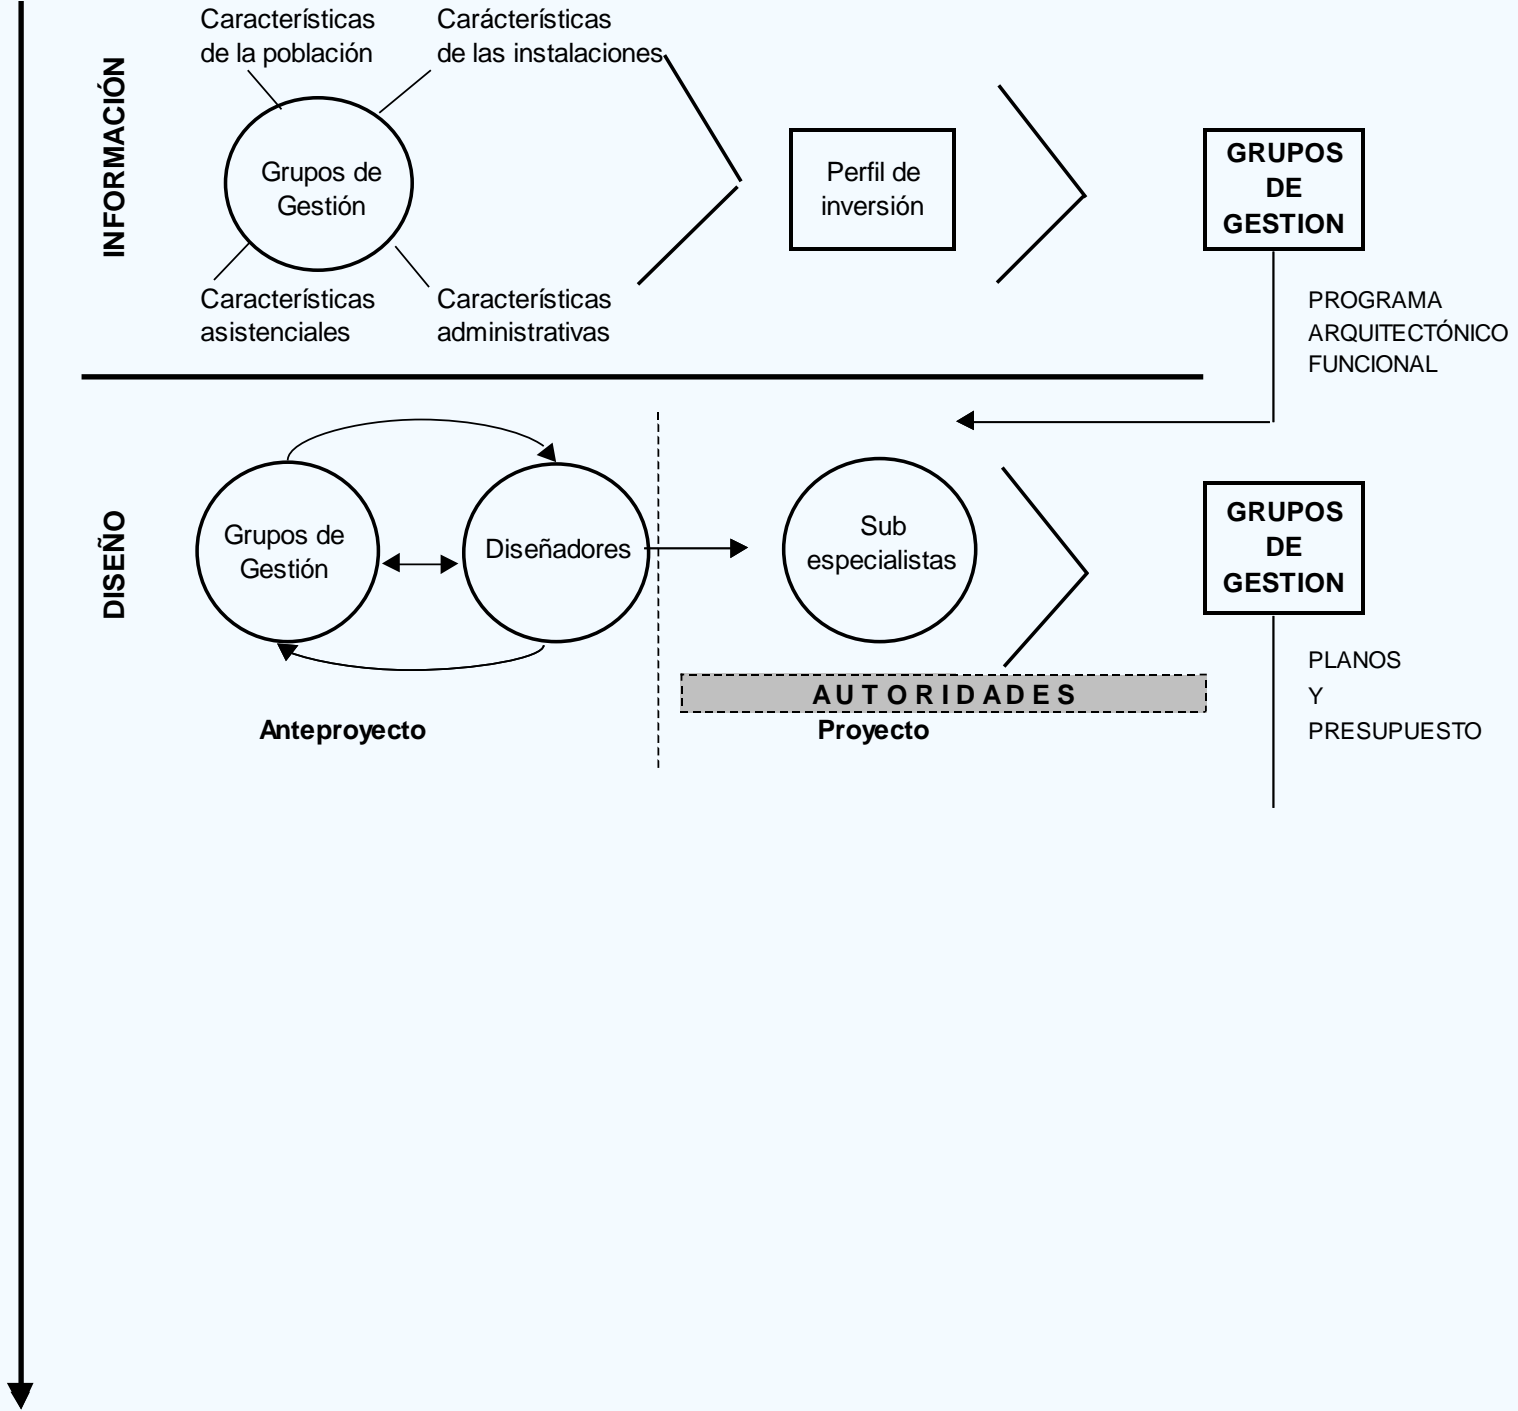 Características
de la población
Carácterísticas
de las instalaciones
INFORMACIÓN
Grupos de
Gestión
Perfil de
inversión
GRUPOS
DE
GESTION
Características
asistenciales
Características
administrativas
PROGRAMA
ARQUITECTÓNICO
FUNCIONAL
DISEÑO
Grupos de
Gestión
Diseñadores
Sub
especialistas
GRUPOS
DE
GESTION
AUTORIDADES
Anteproyecto
Proyecto
PLANOS
Y
PRESUPUESTO